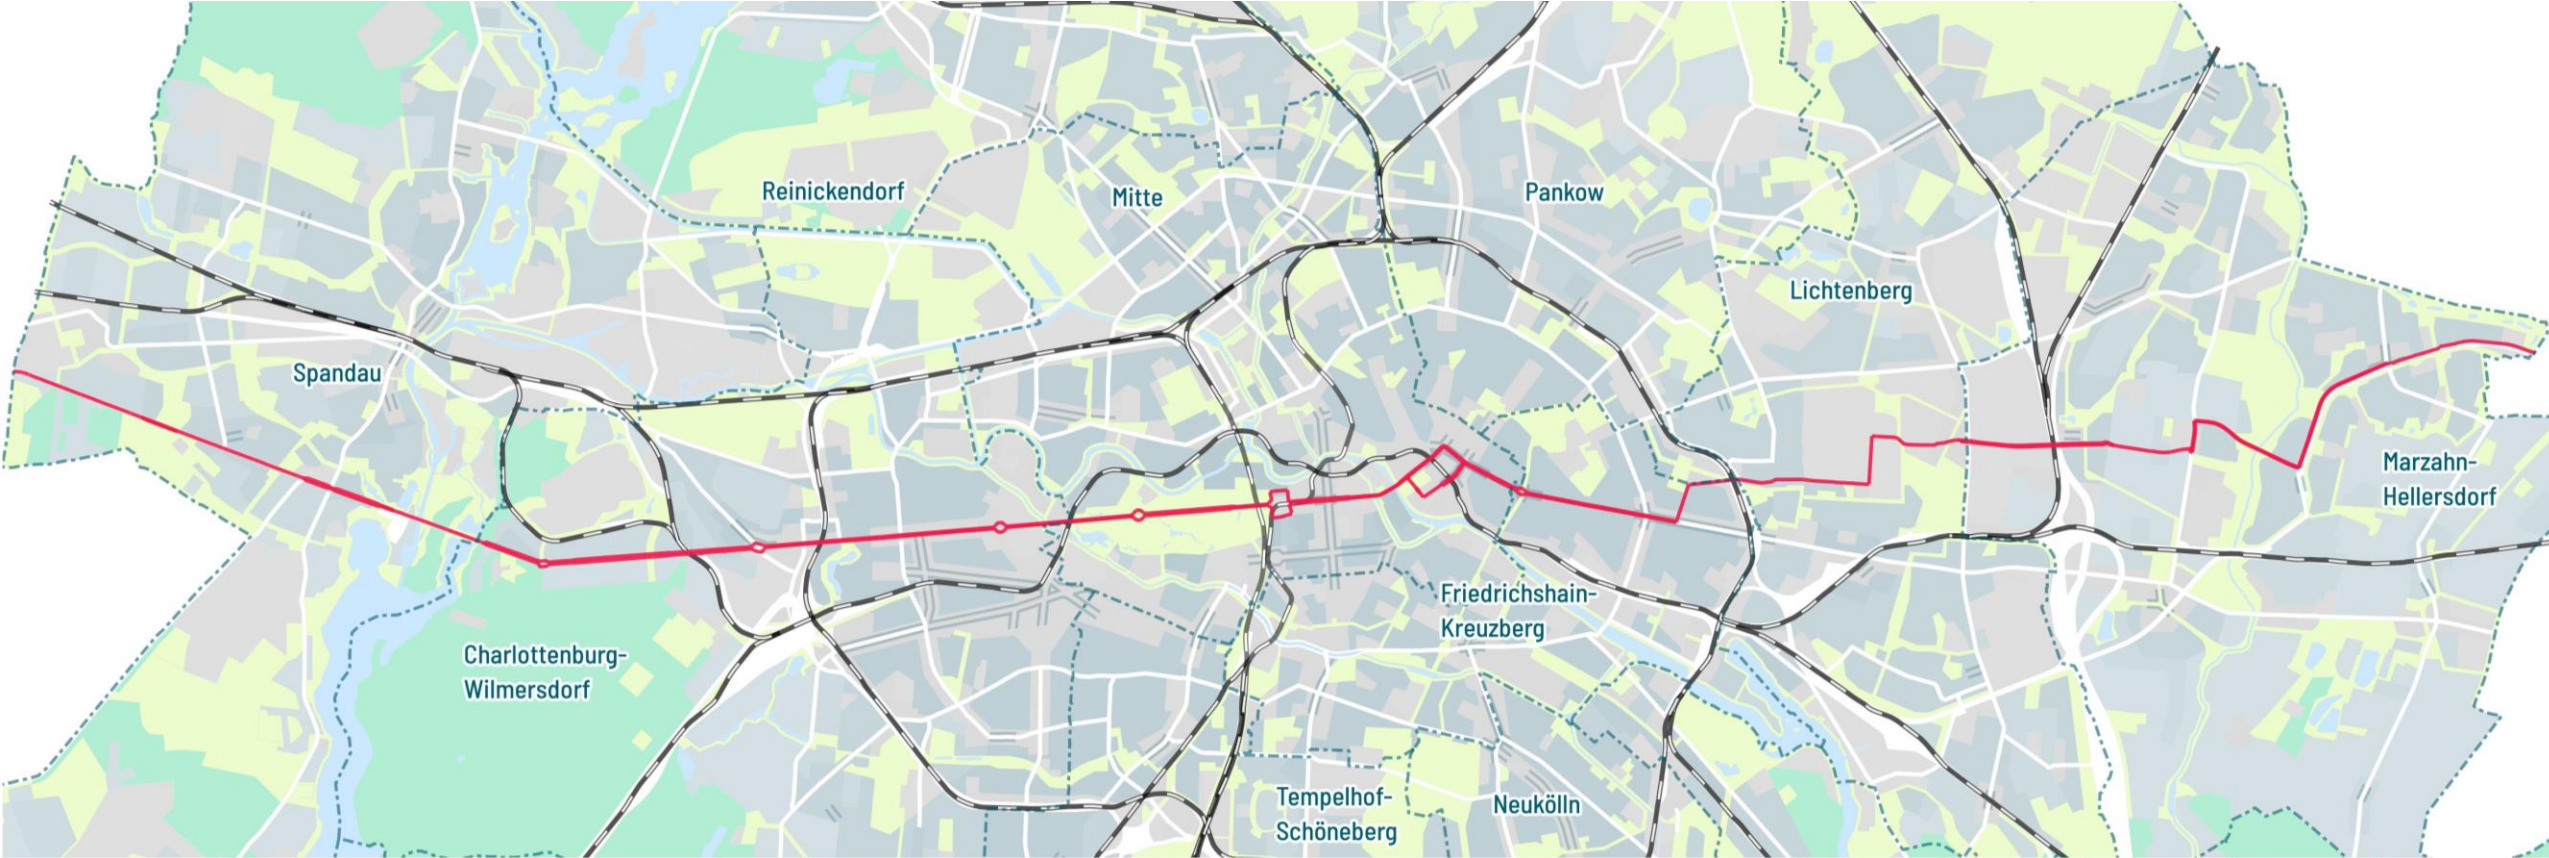 Reinickendorf
Mitte
Pankow
Lichtenberg
Spandau
Marzahn-
Hellersdorf
Friedrichshain-
Kreuzberg
Charlottenburg-
Wilmersdorf
Tempelhof-
Schöneberg
Neukölln